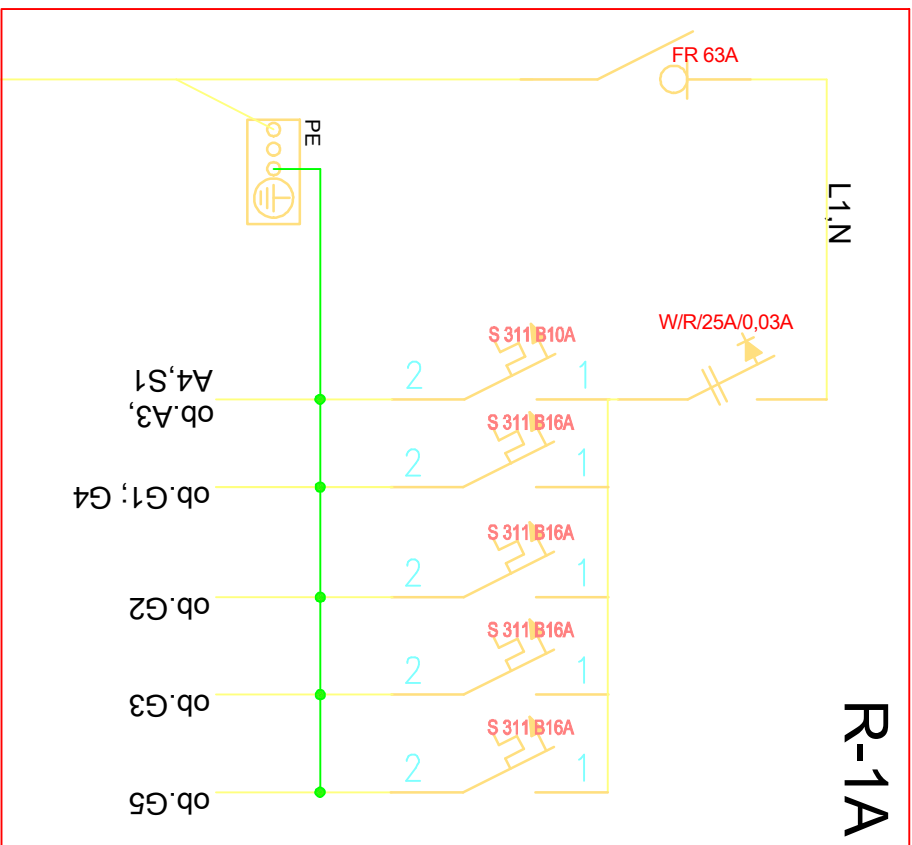 FR 63A
PE
L1,N
W/R/25A/0,03A
S 311 B10A
2
1
ob.A3,
A4,S1
S 311 B16A
2
1
ob.G1; G4
S 311 B16A
2
1
ob.G2
S 311 B16A
2
1
ob.G3
S 311 B16A
2
1
ob.G5
R-1A